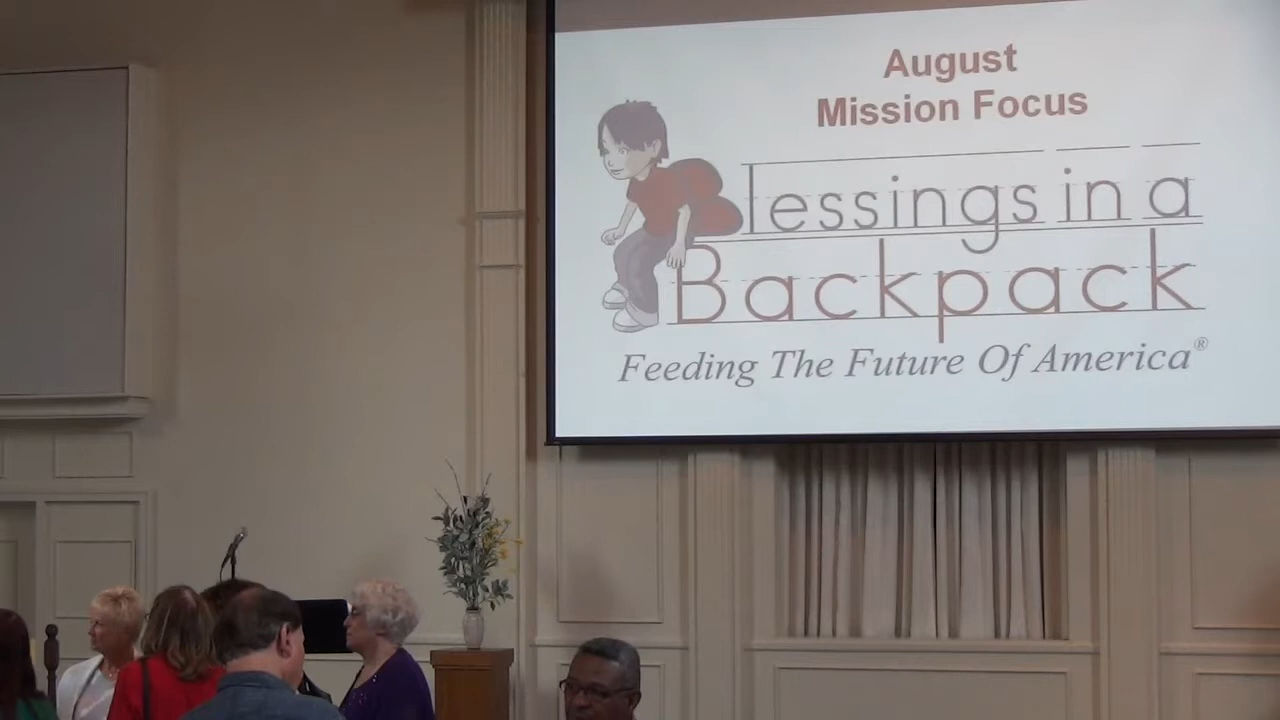 August
Mission Focus
lessings in a
Backpack
Feeding The Future Of America®